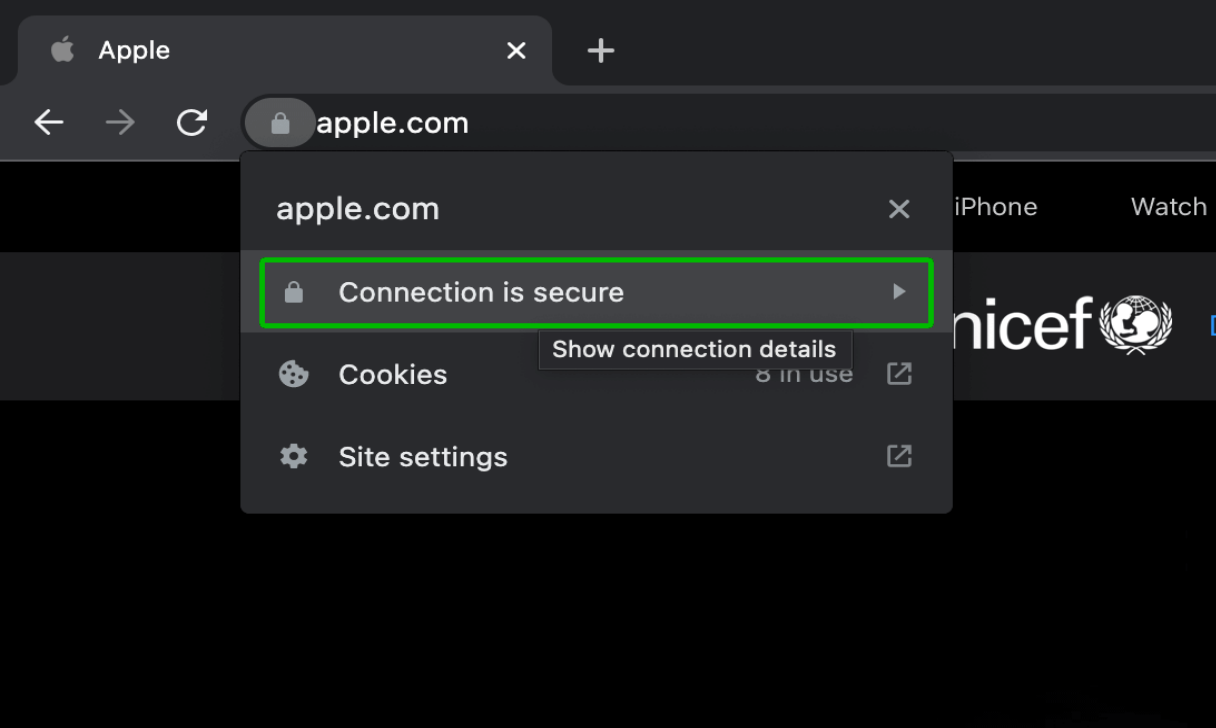 Apple
apple.com
apple.com
iPhone
Watch
Connection is secure
nicef
Show connection details
Cookies
8 in use
Site settings